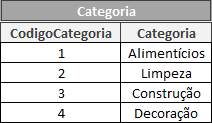 Categoria
CodigoCategoria Categoria
1 Alimentícios
2 Limpeza
3 Construção
4 Decoração